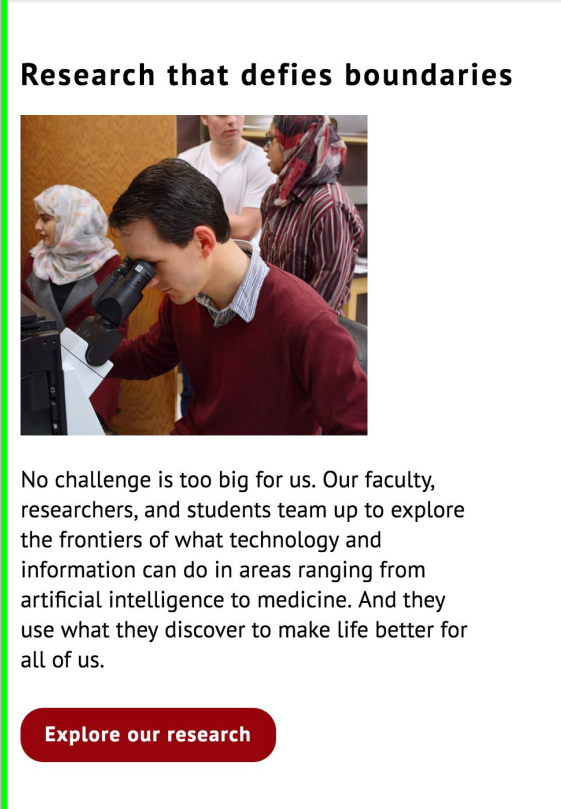 Research that defies boundaries
No challenge is too big for us. Our faculty,
researchers, and students team up to explore
the frontiers of what technology and
information can do in areas ranging from
artificial intelligence to medicine. And they
use what they discover to make life better for
all of us.
Explore our research